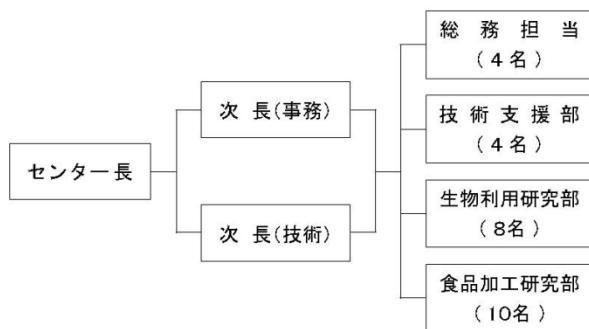 センター長
次長(事務)
次長(技術)
総務担当
(4名)
技術支援部
(4名)
生物利用研究部
(8名)
食品加工研究部
(10名)